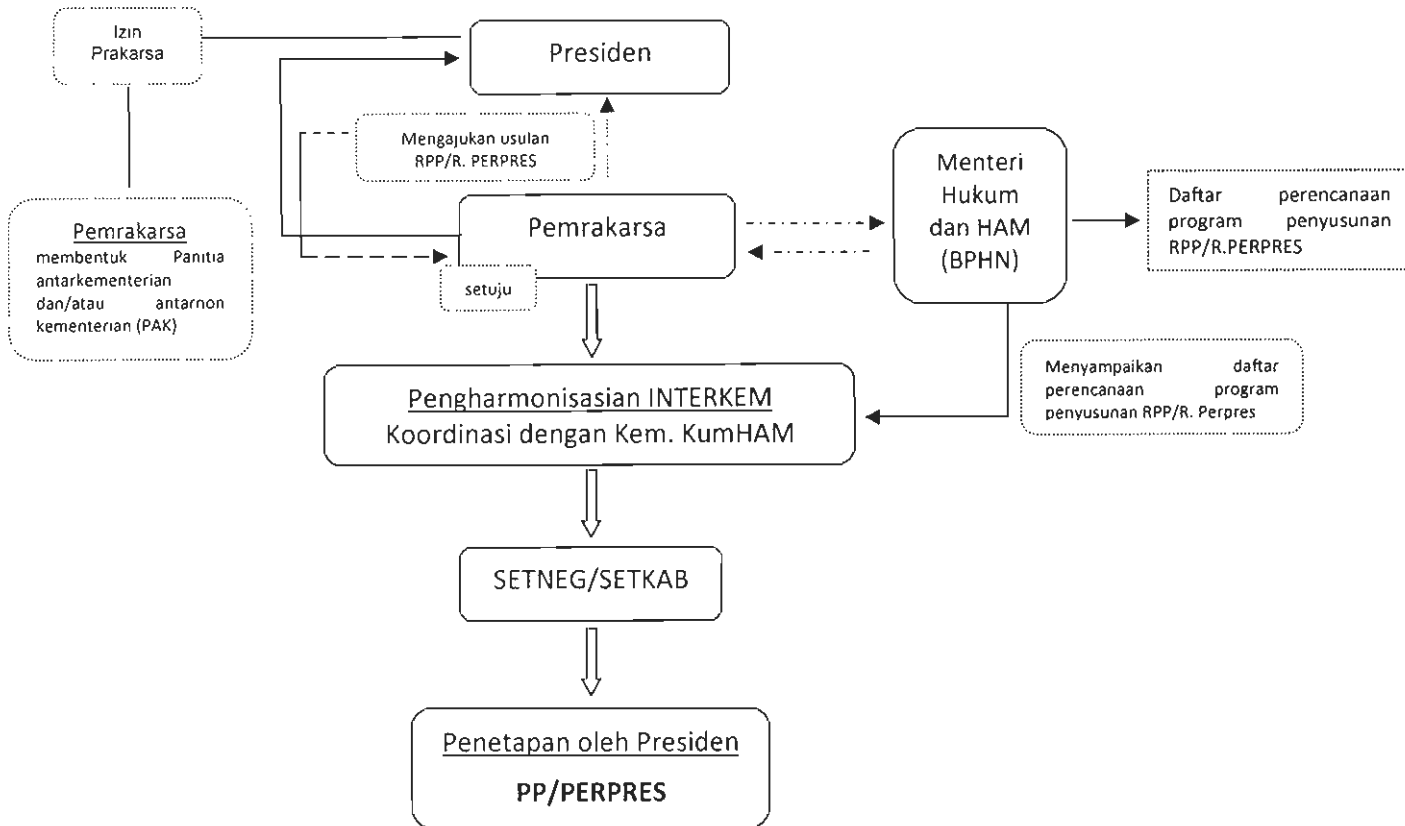 Izin
Prakarsa
Presiden
Mengajukan usulan
RPP/R. PERPRES
Pemrakarsa
membentuk Panitia
antarkementerian
dan/atau antarnon
kementerian (PAK)
Pemrakarsa
setuju
Menteri
Hukum
dan HAM
(BPHN)
Daftar perencanaan
program penyusunan
RPP/R.PERPRES
Menyampaikan daftar
perencanaan program
penyusunan RPP/R. Perpres
Pengharmonisasian INTERKEM
Koordinasi dengan Kem. KumHAM
SETNEG/SETKAB
Penetapan oleh Presiden
PP/PERPRES